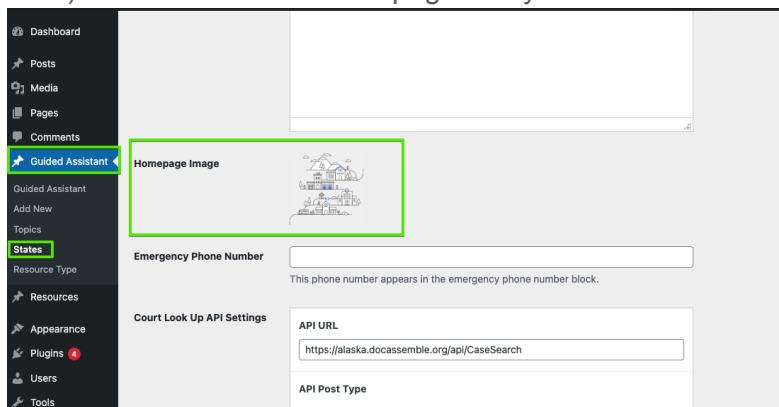 Dashboard
Posts
Media
Pages
Comments
Guided Assistant
Guided Assistant
Add New
Topics
States
Resource Type
Resources
Appearance
Plugins 4
Users
Tools
Homepage Image
Emergency Phone Number
This phone number appears in the emergency phone number block.
Court Look Up API Settings
API URL
https://alaska.docassemble.org/api/CaseSearch
API Post Type